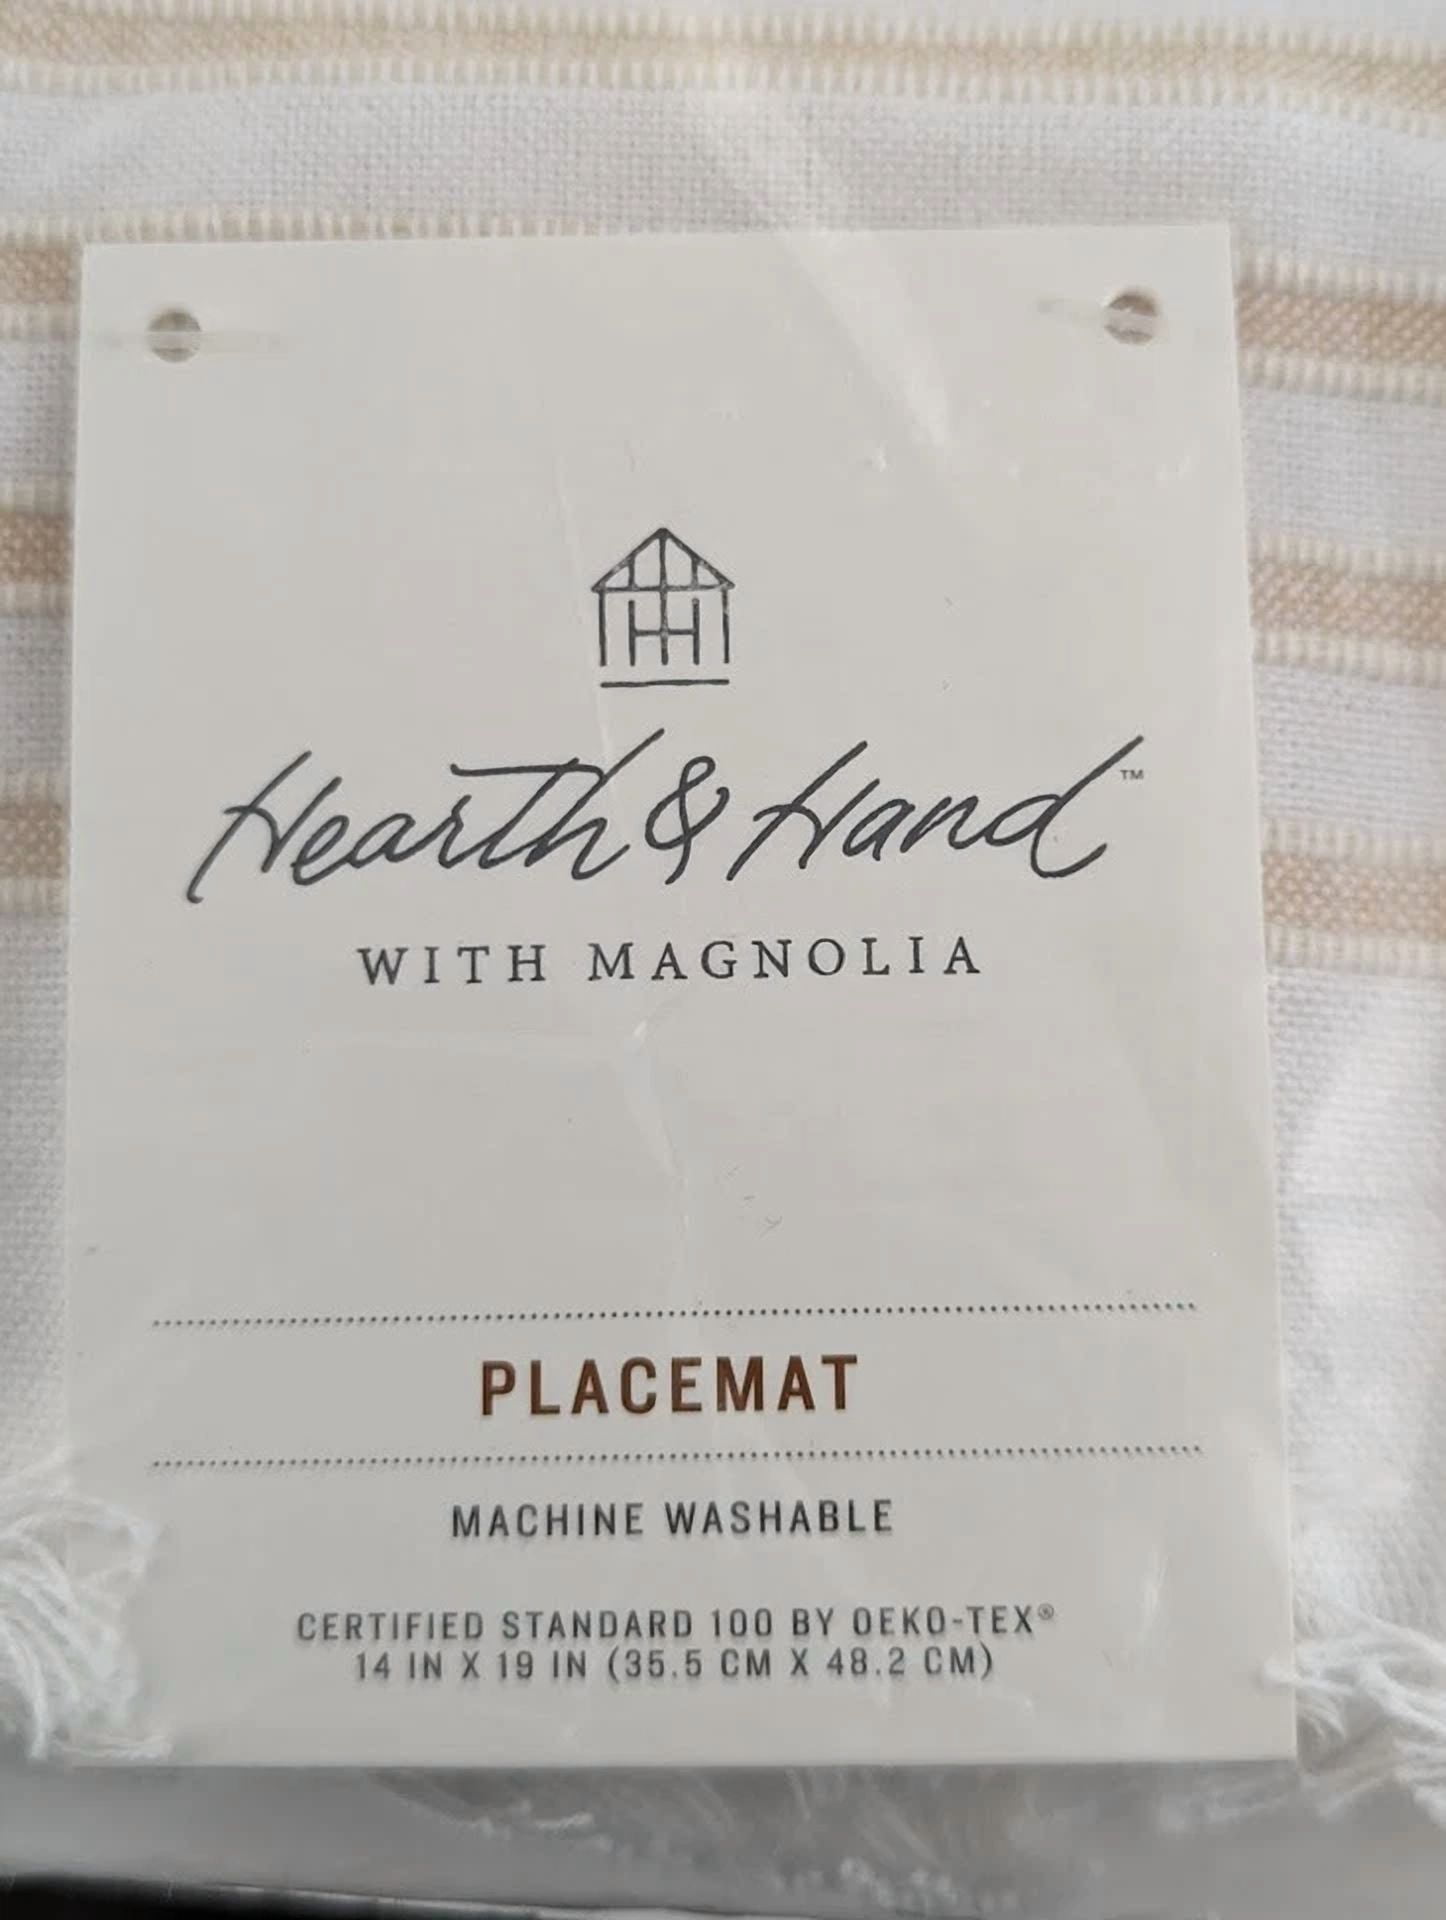 Hearth & Hand™
WITH MAGNOLIA
PLACEMAT
MACHINE WASHABLE
CERTIFIED STANDARD 100 BY OEKO-TEX®
14 IN X 19 IN (35.5 CM X 48.2 CM)